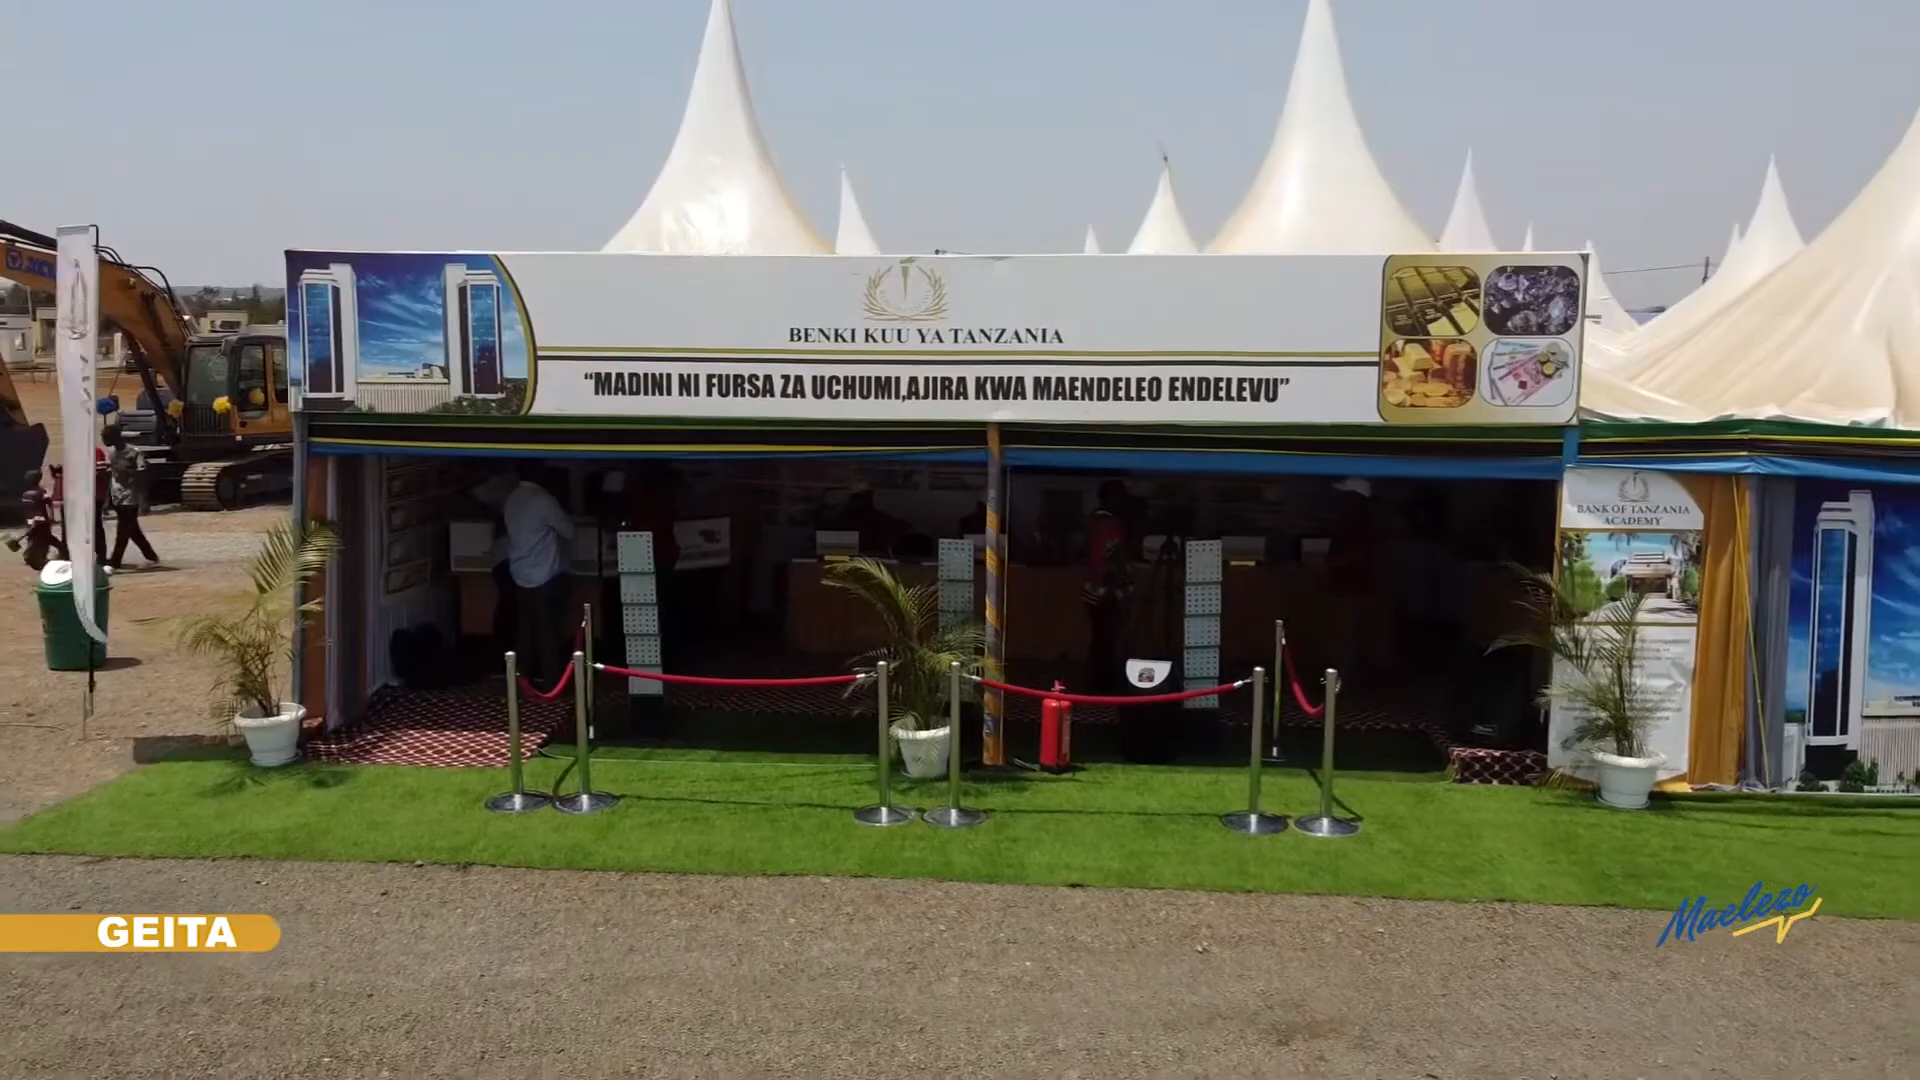 BENKI KUU YA TANZANIA
“MADINI NI FURSA ZA UCHUMI,AJIRA KWA MAENDELEO ENDELEVU”
BANK OF TANZANIA
ACADEMY
GEITA
Maelezo